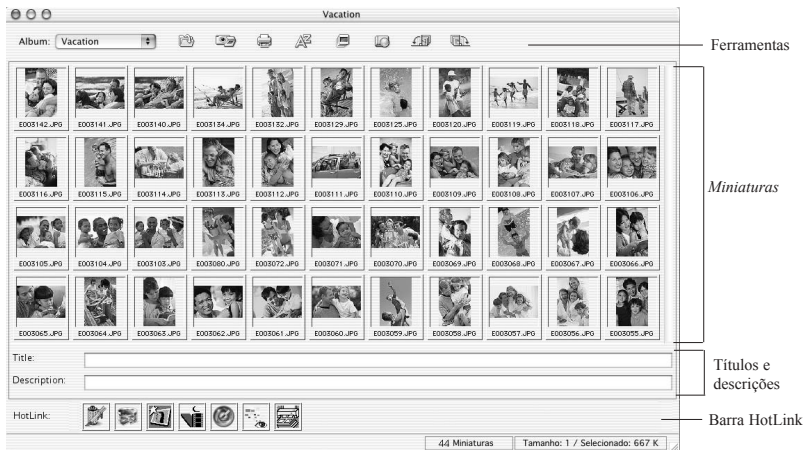 Vacation
Album: Vacation
Ferramentas
E003142.JPG E003141.JPG E003140.JPG E003134.JPG E003132.JPG E003129.JPG E003125.JPG E003120.JPG E003119.JPG E003118.JPG E003117.JPG
E003116.JPG E003115.JPG E003114.JPG E003113.JPG E003112.JPG E003111.JPG E003110.JPG E003109.JPG E003108.JPG E003107.JPG E003106.JPG
Miniaturas
E003105.JPG E003104.JPG E003103.JPG E003080.JPG E003072.JPG E003071.JPG E003070.JPG E003069.JPG E003068.JPG E003067.JPG E003066.JPG
E003065.JPG E003064.JPG E003063.JPG E003062.JPG E003061.JPG E003060.JPG E003059.JPG E003058.JPG E003057.JPG E003056.JPG E003055.JPG
Title:
Description:
Títulos e
descrições
HotLink:
Barra HotLink
44 Miniaturas
Tamanho: 1 / Selecionado: 667 K